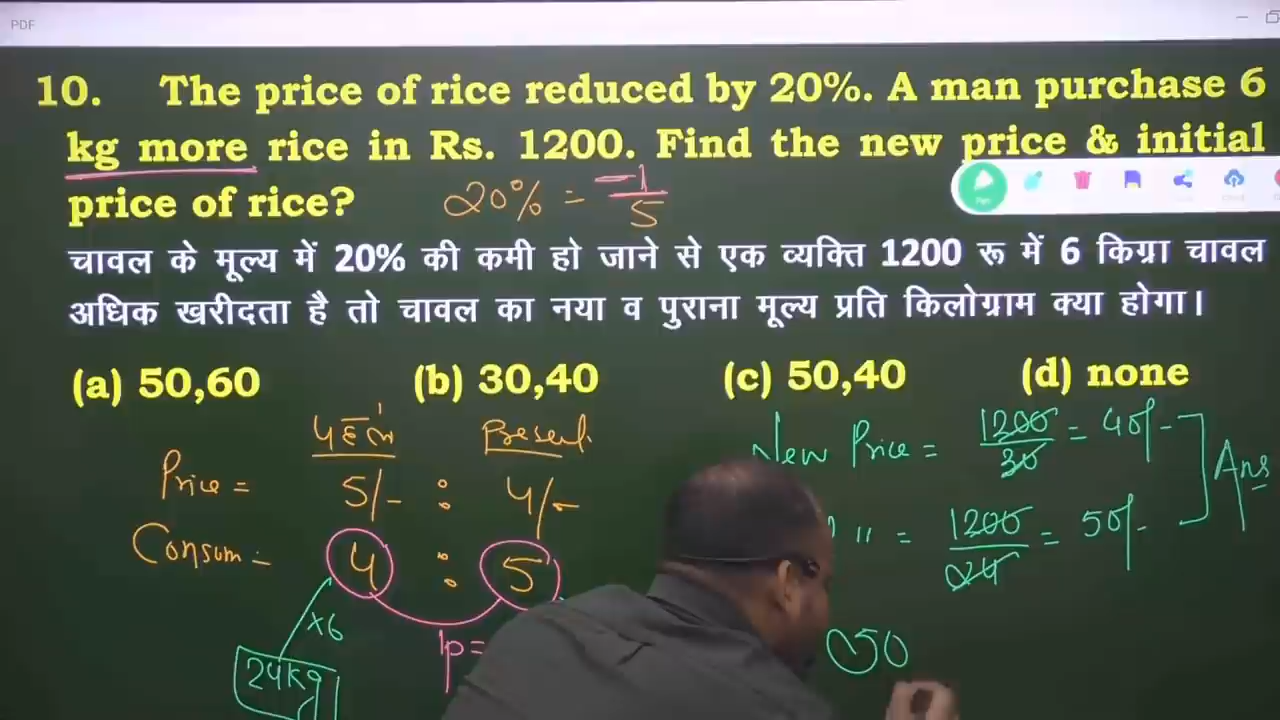 PDF
10. The price of rice reduced by 20%. A man purchase 6
kg more rice in Rs. 1200. Find the new price & initial
price of rice?
20% = -1/5
चावल के मूल्य में 20% की कमी हो जाने से एक व्यक्ति 1200 रू में 6 किग्रा चावल
अधिक खरीदता है तो चावल का नया व पुराना मूल्य प्रति किलोग्राम क्या होगा।
(a) 50,60 (b) 30,40 (c) 50,40 (d) none
Present
Price = 5/- : 4/-
Consum = 4 : 5
×6
24kg
1p =
New Price = 1200/30 = 40/-
" = 1200/24 = 50/-
Ans
50